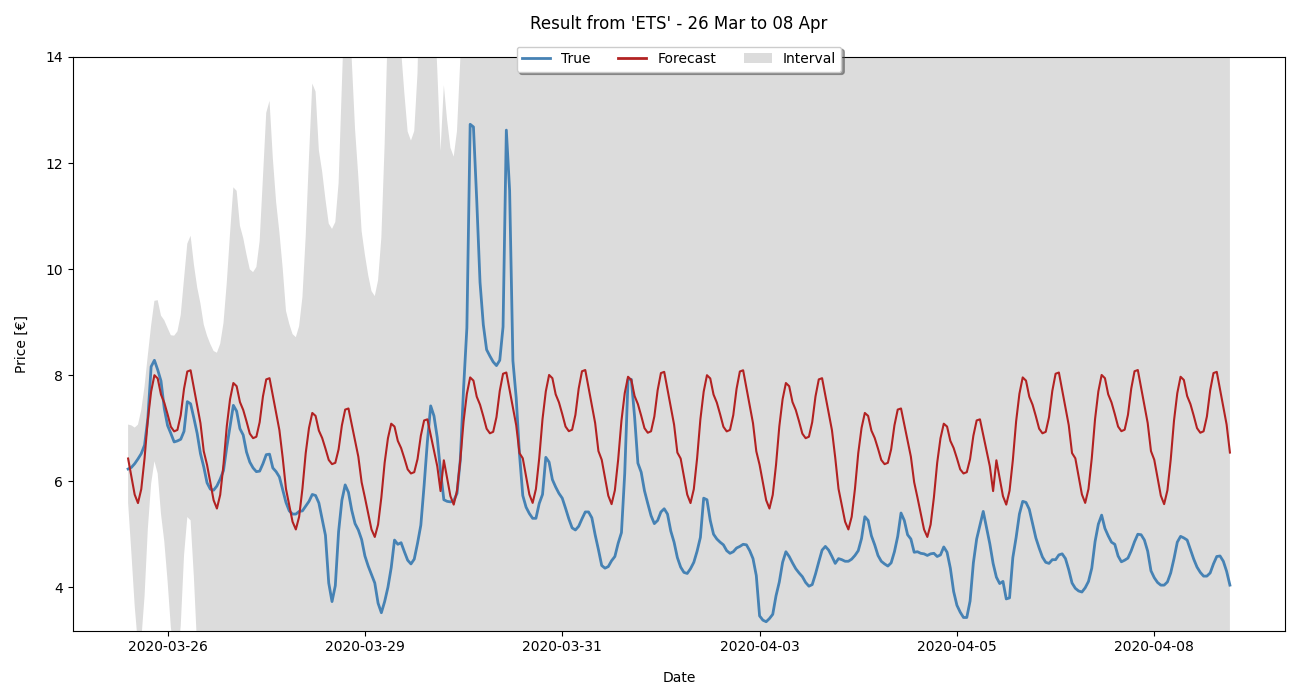 Result from 'ETS' - 26 Mar to 08 Apr
True Forecast Interval
14
12
10
8
6
4
Price [€]
2020-03-26 2020-03-29 2020-03-31 2020-04-03 2020-04-05 2020-04-08
Date